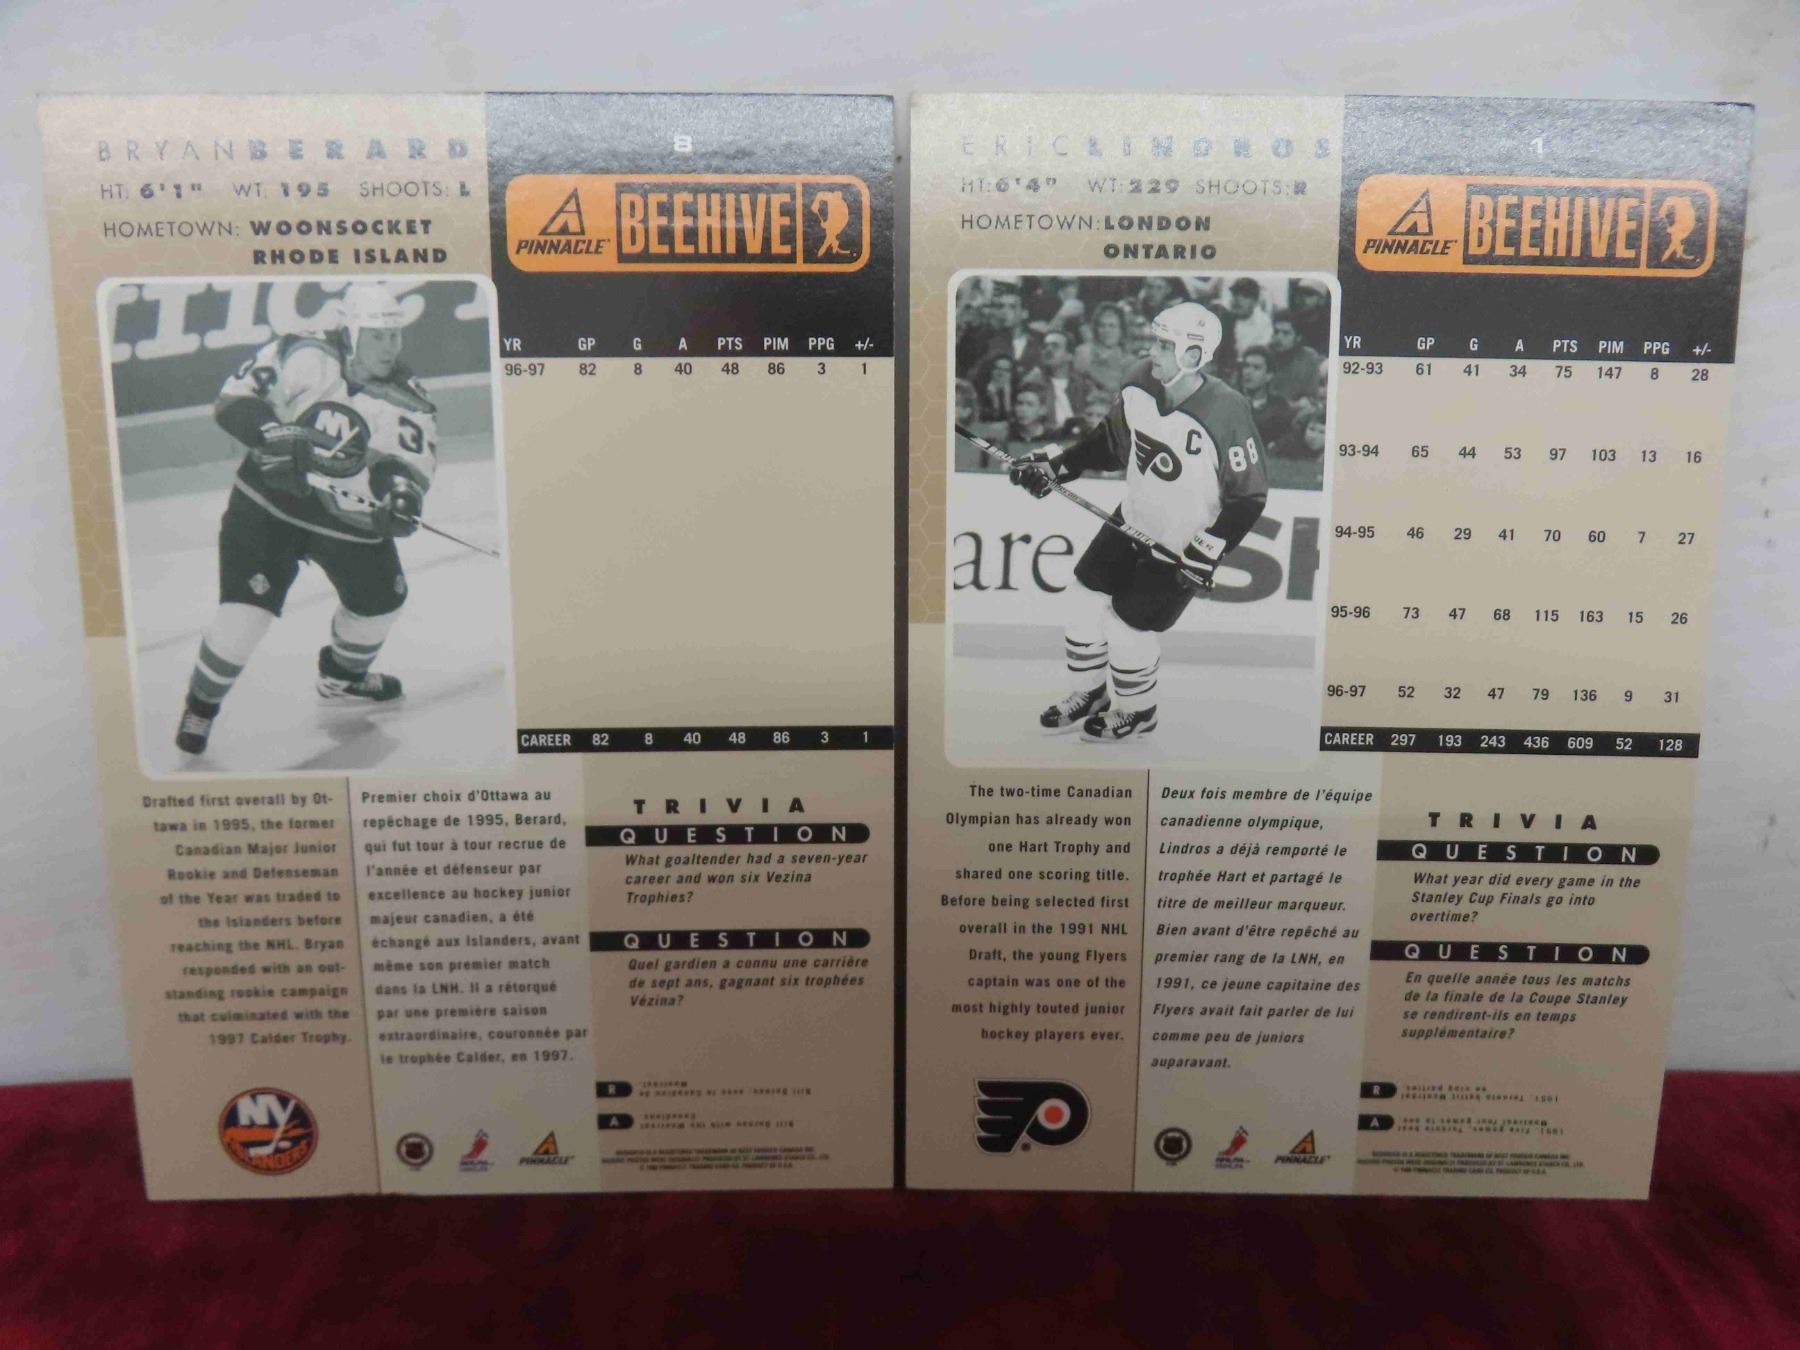 BRYAN BERARD
HT: 6'1" WT: 195 SHOOTS: L
HOMETOWN: WOONSOCKET
RHODE ISLAND
8
PINNACLE BEEHIVE
YR GP G A PTS PIM PPG +/-
96-97 82 8 40 48 86 3 1
CAREER 82 8 40 48 86 3 1
NY
34
Drafted first overall by Ot-
tawa in 1995, the former
Canadian Major Junior
Rookie and Defenseman
of the Year was traded to
the Islanders before
reaching the NHL. Bryan
responded with an out-
standing rookie campaign
that culminated with the
1997 Calder Trophy.
NY
ISLANDERS
Premier choix d'Ottawa au
repêchage de 1995, Berard,
qui fut tour à tour recrue de
l'année et défenseur par
excellence au hockey junior
majeur canadien, a été
échangé aux Islanders, avant
même son premier match
dans la LNH. Il a rétorqué
par une première saison
extraordinaire, couronnée par
le trophée Calder, en 1997.
PINNACLE
TRIVIA
QUESTION
What goaltender had a seven-year
career and won six Vezina
Trophies?
QUESTION
Quel gardien a connu une carrière
de sept ans, gagnant six trophées
Vézina?
R
A
ERIC LINDROS
HT: 6'4" WT: 229 SHOOTS: R
HOMETOWN: LONDON
ONTARIO
1
PINNACLE BEEHIVE
YR GP G A PTS PIM PPG +/-
92-93 61 41 34 75 147 8 28
93-94 65 44 53 97 103 13 16
94-95 46 29 41 70 60 7 27
95-96 73 47 68 115 163 15 26
96-97 52 32 47 79 136 9 31
CAREER 297 193 243 436 609 52 128
C
88
are
The two-time Canadian
Olympian has already won
one Hart Trophy and
shared one scoring title.
Before being selected first
overall in the 1991 NHL
Draft, the young Flyers
captain was one of the
most highly touted junior
hockey players ever.
Deux fois membre de l'équipe
canadienne olympique,
Lindros a déjà remporté le
trophée Hart et partagé le
titre de meilleur marqueur.
Bien avant d'être repêché au
premier rang de la LNH, en
1991, ce jeune capitaine des
Flyers avait fait parler de lui
comme peu de juniors
auparavant.
PINNACLE
TRIVIA
QUESTION
What year did every game in the
Stanley Cup Finals go into
overtime?
QUESTION
En quelle année tous les matchs
de la finale de la Coupe Stanley
se rendirent-ils en temps
supplémentaire?
R
A